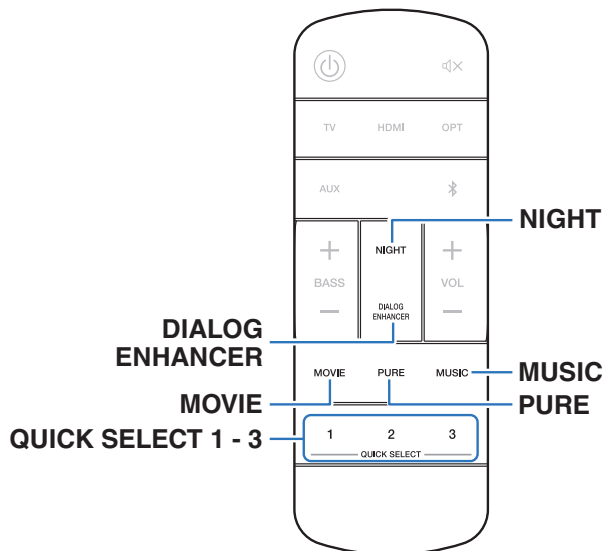 TV HDMI OPT
AUX
NIGHT
+ NIGHT +
BASS VOL
— DIALOG —
ENHANCER
DIALOG
ENHANCER
MOVIE PURE MUSIC
MUSIC
MOVIE
PURE
QUICK SELECT 1 - 3
1 2 3
QUICK SELECT